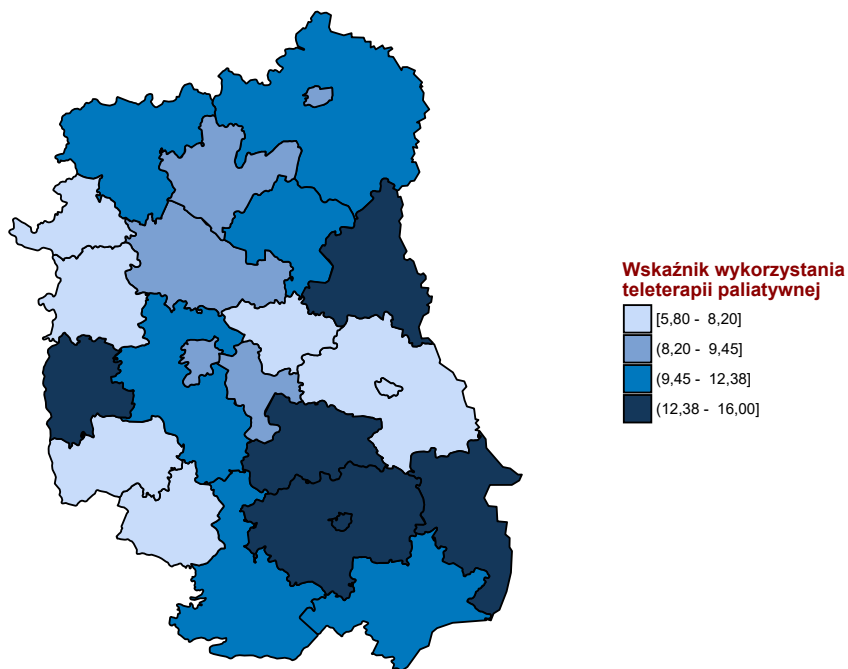 Wskaźnik wykorzystania
teleterapii paliatywnej
[5,80 - 8,20]
(8,20 - 9,45]
(9,45 - 12,38]
(12,38 - 16,00]